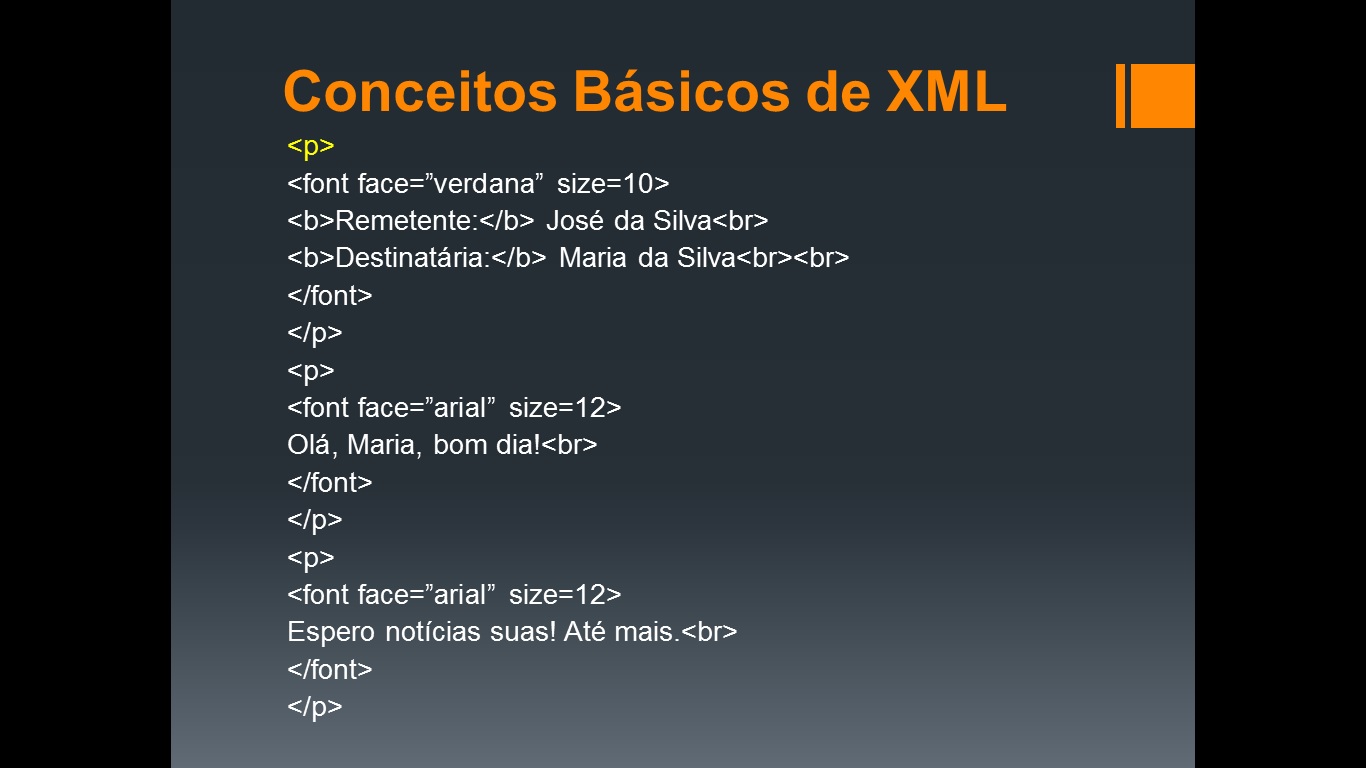 Conceitos Básicos de XML
<p>
<font face=”verdana” size=10>
<b>Remetente:</b> José da Silva<br>
<b>Destinatária:</b> Maria da Silva<br><br>
</font>
</p>
<p>
<font face=”arial” size=12>
Olá, Maria, bom dia!<br>
</font>
</p>
<p>
<font face=”arial” size=12>
Espero notícias suas! Até mais.<br>
</font>
</p>